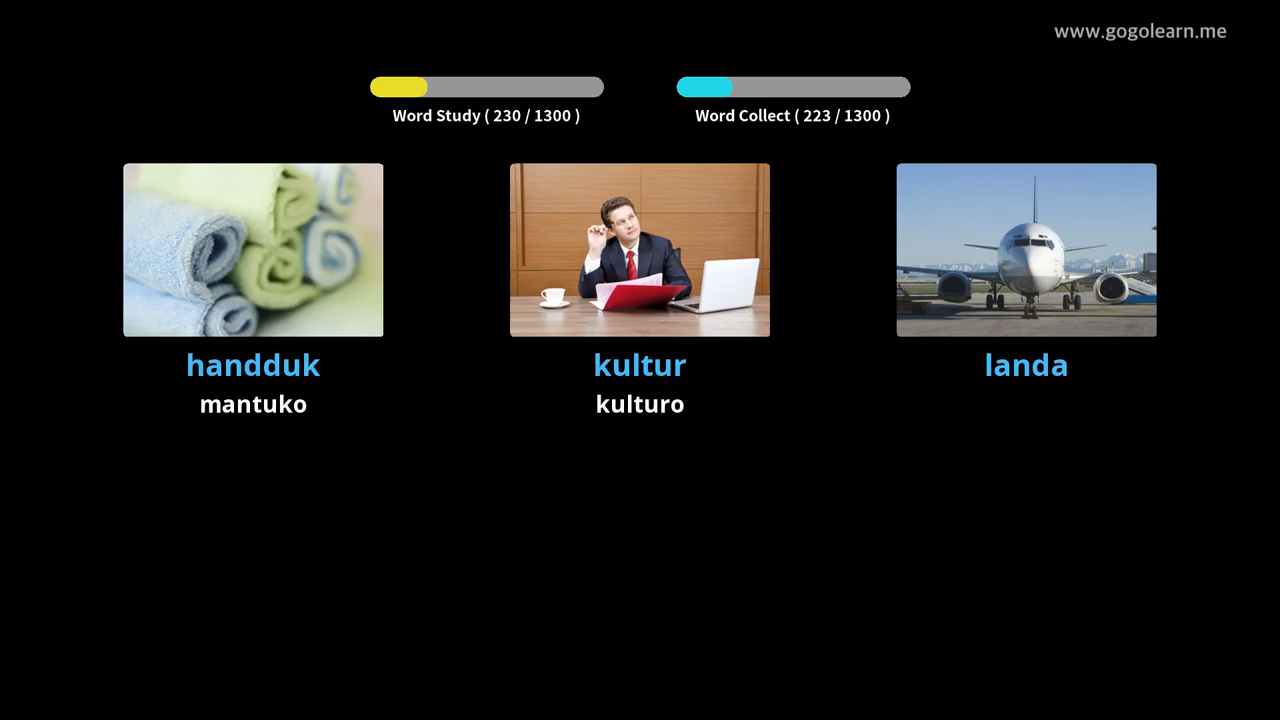 www.gogolearn.me
Word Study ( 230 / 1300 )
Word Collect ( 223 / 1300 )
handduk
mantuko
kultur
kulturo
landa